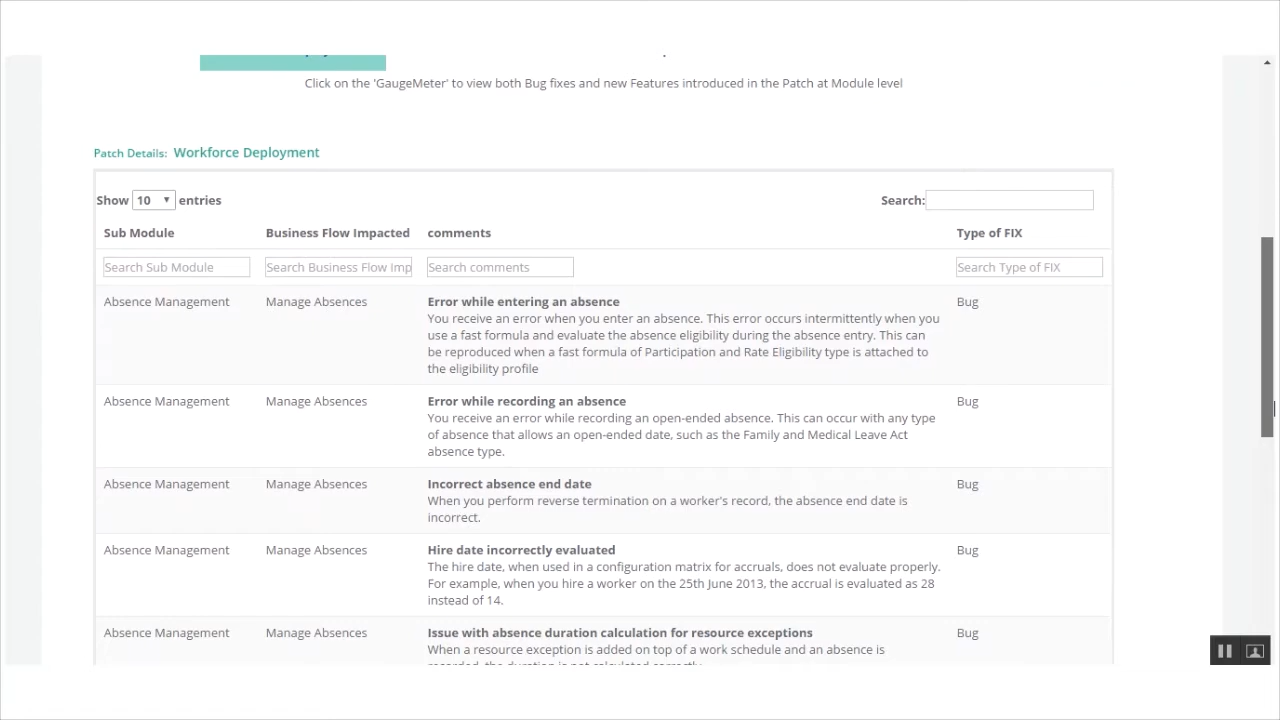 Click on the 'GaugeMeter' to view both Bug fixes and new Features introduced in the Patch at Module level
Patch Details: Workforce Deployment
Show 10 entries Search:
Sub Module Business Flow Impacted comments Type of FIX
Search Sub Module Search Business Flow Imp Search comments Search Type of FIX
Absence Management Manage Absences Error while entering an absence Bug
You receive an error when you enter an absence. This error occurs intermittently when you
use a fast formula and evaluate the absence eligibility during the absence entry. This can
be reproduced when a fast formula of Participation and Rate Eligibility type is attached to
the eligibility profile
Absence Management Manage Absences Error while recording an absence Bug
You receive an error while recording an open-ended absence. This can occur with any type
of absence that allows an open-ended date, such as the Family and Medical Leave Act
absence type.
Absence Management Manage Absences Incorrect absence end date Bug
When you perform reverse termination on a worker's record, the absence end date is
incorrect.
Absence Management Manage Absences Hire date incorrectly evaluated Bug
The hire date, when used in a configuration matrix for accruals, does not evaluate properly.
For example, when you hire a worker on the 25th June 2013, the accrual is evaluated as 28
instead of 14.
Absence Management Manage Absences Issue with absence duration calculation for resource exceptions Bug
When a resource exception is added on top of a work schedule and an absence is
recorded, the duration is not calculated correctly.